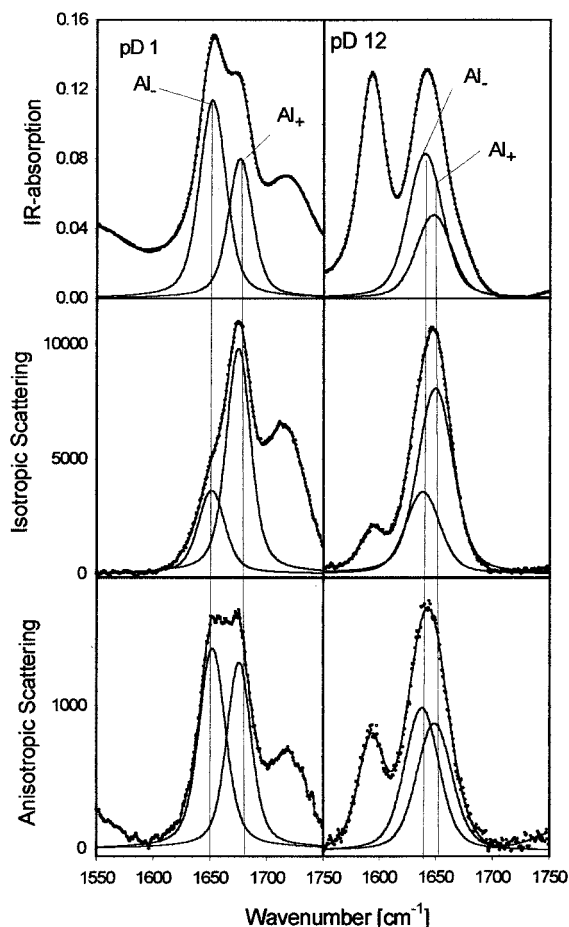 0.16
0.12
0.08
0.04
0.00
IR-absorption
pD 1
AI₋
AI₊
pD 12
AI₋
AI₊
10000
5000
0
Isotropic Scattering
1000
0
Anisotropic Scattering
1550 1600 1650 1700 1750 1600 1650 1700 1750
Wavenumber [cm⁻¹]